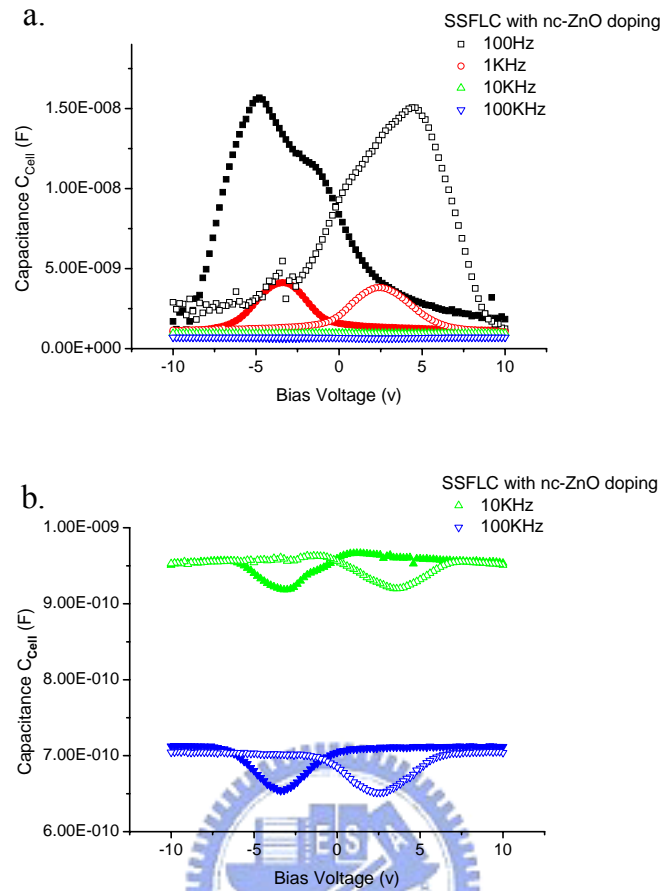 a.
SSFLC with nc-ZnO doping
100Hz
1KHz
10KHz
100KHz
Capacitance C_Cell (F)
1.50E-008
1.00E-008
5.00E-009
0.00E+000
-10 -5 0 5 10
Bias Voltage (v)
b.
SSFLC with nc-ZnO doping
10KHz
100KHz
Capacitance C_Cell (F)
1.00E-009
9.00E-010
8.00E-010
7.00E-010
6.00E-010
-10 -5 0 5 10
Bias Voltage (v)